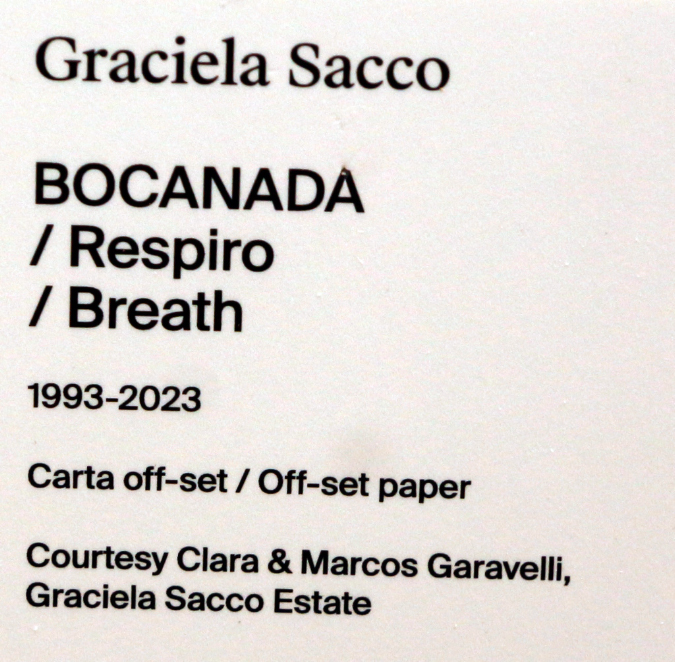 Graciela Sacco
BOCANADA
/ Respiro
/ Breath
1993-2023
Carta off-set / Off-set paper
Courtesy Clara & Marcos Garavelli,
Graciela Sacco Estate